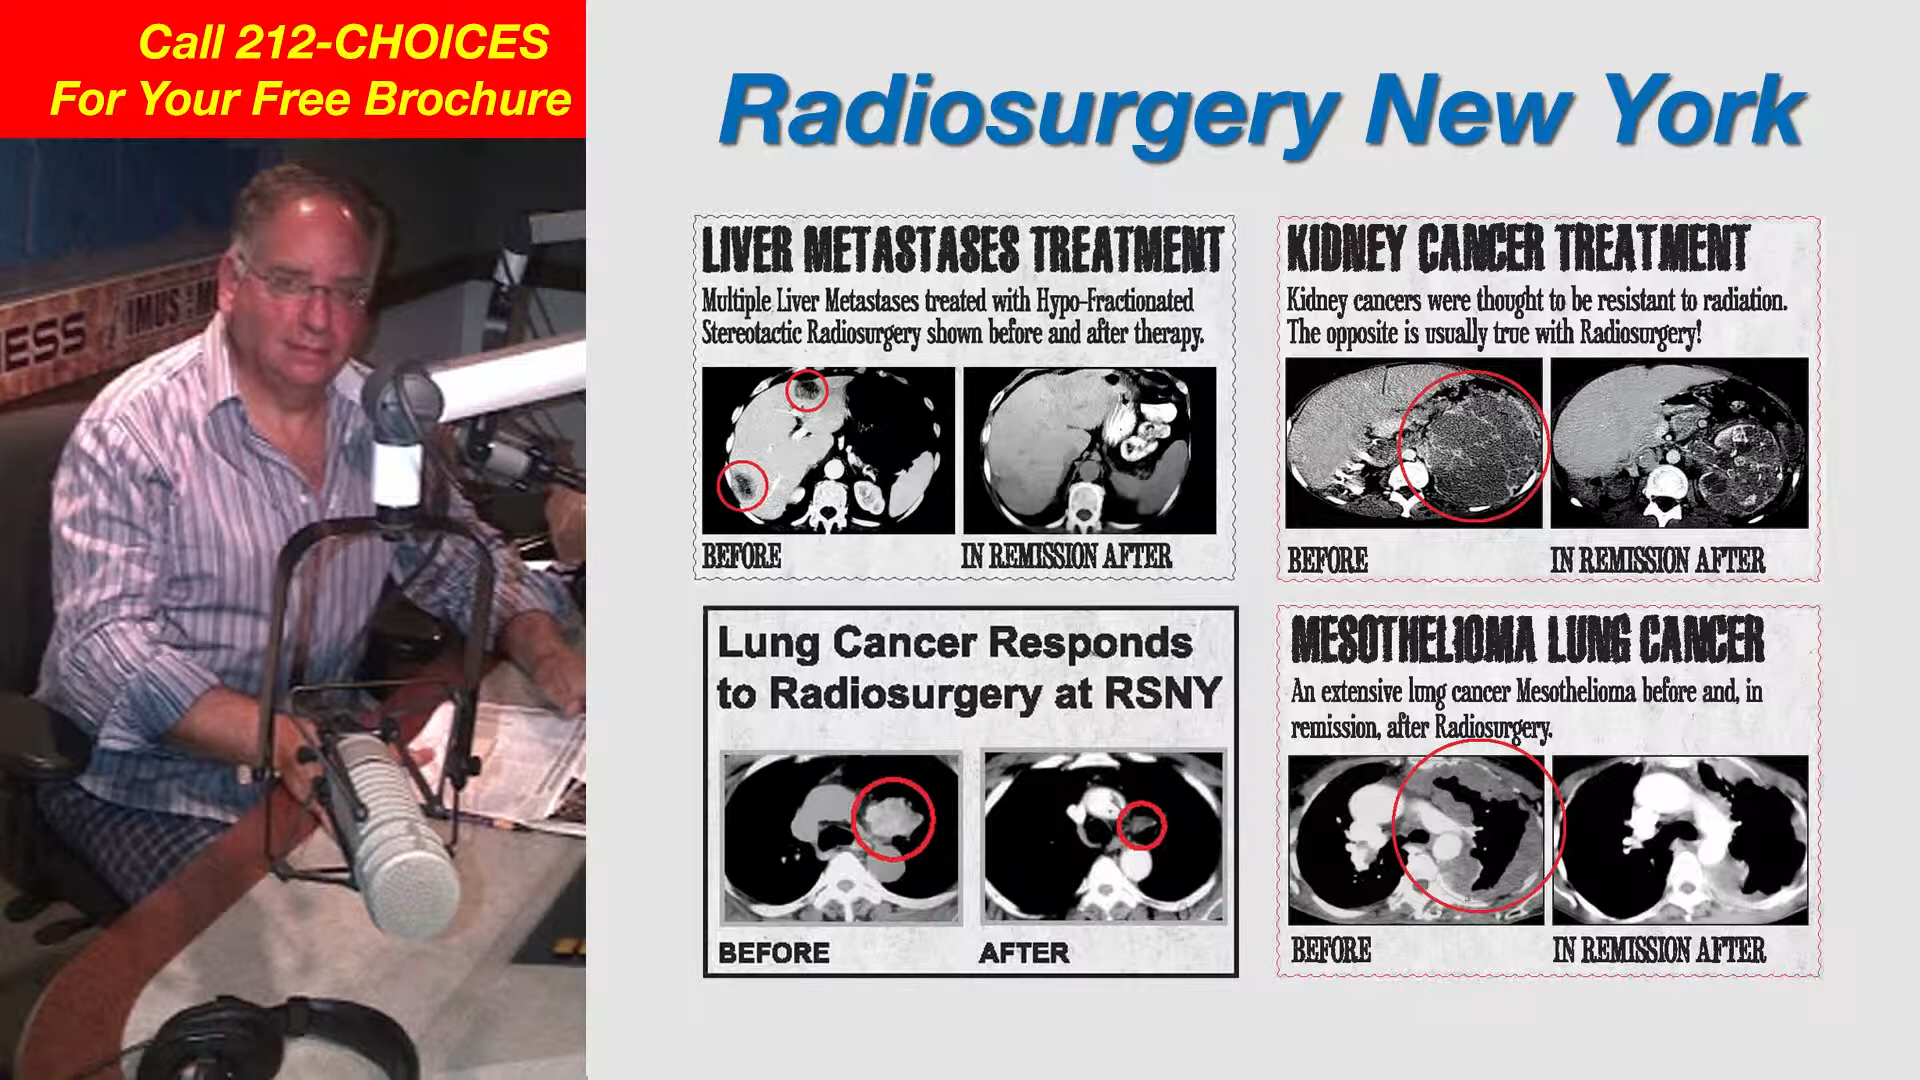 Call 212-CHOICES
For Your Free Brochure
NESS
IMUS
Radiosurgery New York
LIVER METASTASES TREATMENT
Multiple Liver Metastases treated with Hypo-Fractionated
Stereotactic Radiosurgery shown before and after therapy.
BEFORE
IN REMISSION AFTER
KIDNEY CANCER TREATMENT
Kidney cancers were thought to be resistant to radiation.
The opposite is usually true with Radiosurgery!
BEFORE
IN REMISSION AFTER
Lung Cancer Responds
to Radiosurgery at RSNY
BEFORE
AFTER
MESOTHELIOMA LUNG CANCER
An extensive lung cancer Mesothelioma before and, in
remission, after Radiosurgery.
BEFORE
IN REMISSION AFTER